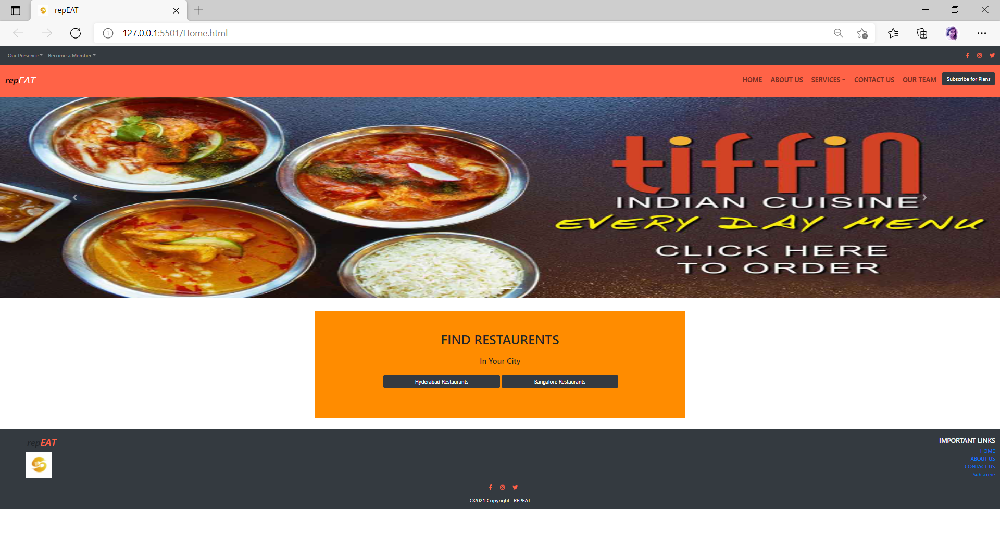 repEAT
127.0.0.1:5501/Home.html
Our Presence Become a Member
repEAT HOME ABOUT US SERVICES CONTACT US OUR TEAM Subscribe for Plans
tiffin
INDIAN CUISINE
EVERY DAY MENU
CLICK HERE
TO ORDER
FIND RESTAURENTS
In Your City
Hyderabad Restaurants Bangalore Restaurants
repEAT
IMPORTANT LINKS
HOME
ABOUT US
CONTACT US
Subscribe
©2021 Copyright : REPEAT